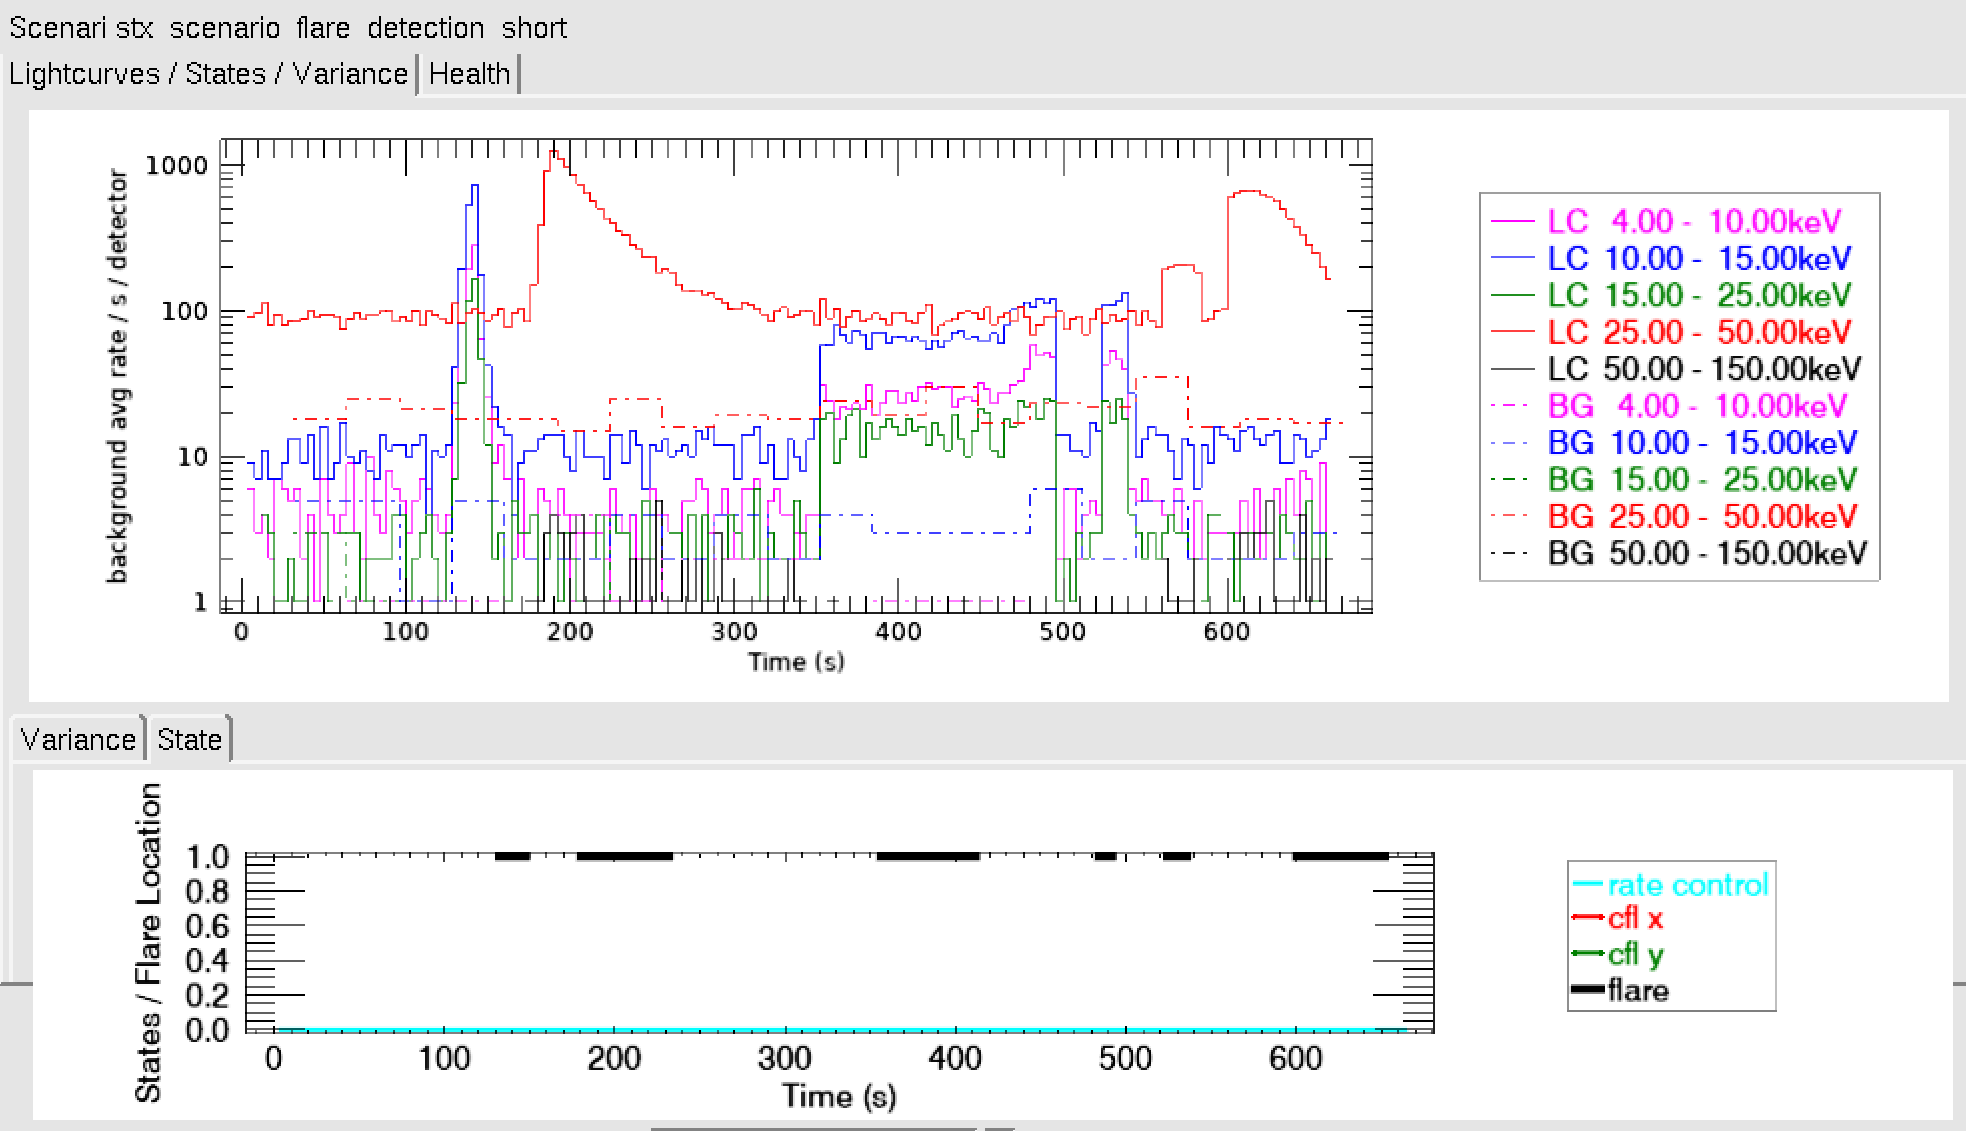 Scenari stx scenario flare detection short
Lightcurves / States / Variance Health
background avg rate / s / detector
1000
100
10
1
0 100 200 300 400 500 600
Time (s)
LC 4.00 - 10.00keV
LC 10.00 - 15.00keV
LC 15.00 - 25.00keV
LC 25.00 - 50.00keV
LC 50.00 - 150.00keV
BG 4.00 - 10.00keV
BG 10.00 - 15.00keV
BG 15.00 - 25.00keV
BG 25.00 - 50.00keV
BG 50.00 - 150.00keV
Variance State
States / Flare Location
1.0
0.8
0.6
0.4
0.2
0.0
0 100 200 300 400 500 600
Time (s)
rate control
cfl x
cfl y
flare